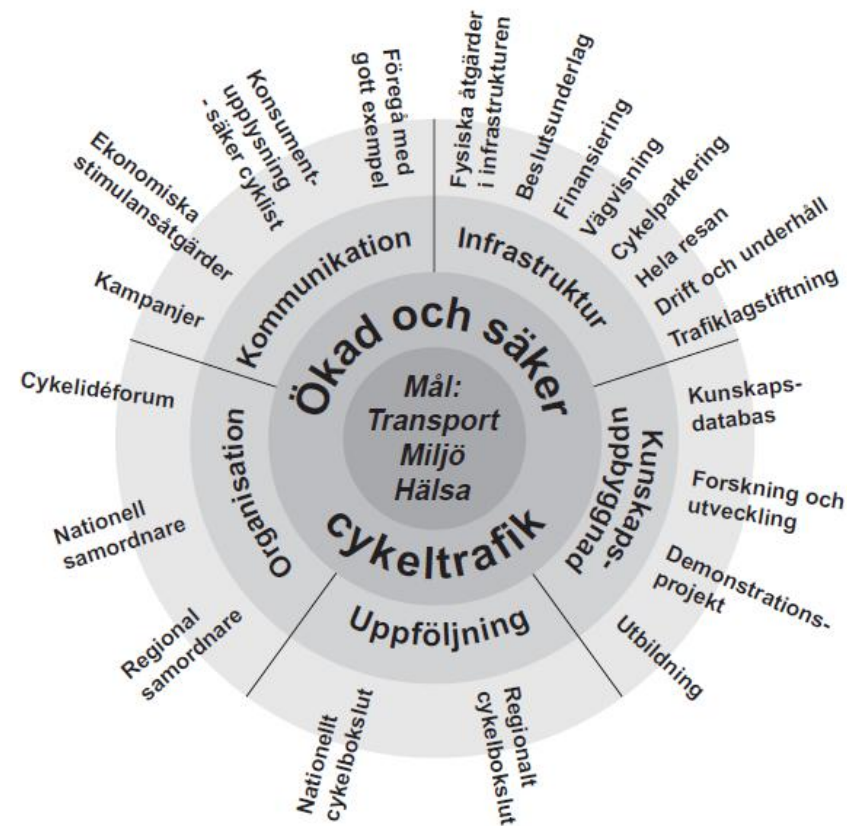 Mål:
Transport
Miljö
Hälsa
Ökad och säker
cykeltrafik
Infrastruktur
Fysiska åtgärder
i infrastrukturen
Beslutsunderlag
Finansiering
Vägvisning
Cykelparkering
Hela resan
Drift och underhåll
Trafiklagstiftning
Kunskaps-
uppbyggnad
Kunskaps-
databas
Forskning och
utveckling
Demonstrations-
projekt
Utbildning
Uppföljning
Regionalt
cykelbokslut
Nationellt
cykelbokslut
Organisation
Regional
samordnare
Nationell
samordnare
Cykelidéforum
Kommunikation
Kampanjer
Ekonomiska
stimulansåtgärder
Konsument-
upplysning
- säker cyklist
Föregå med
gott exempel